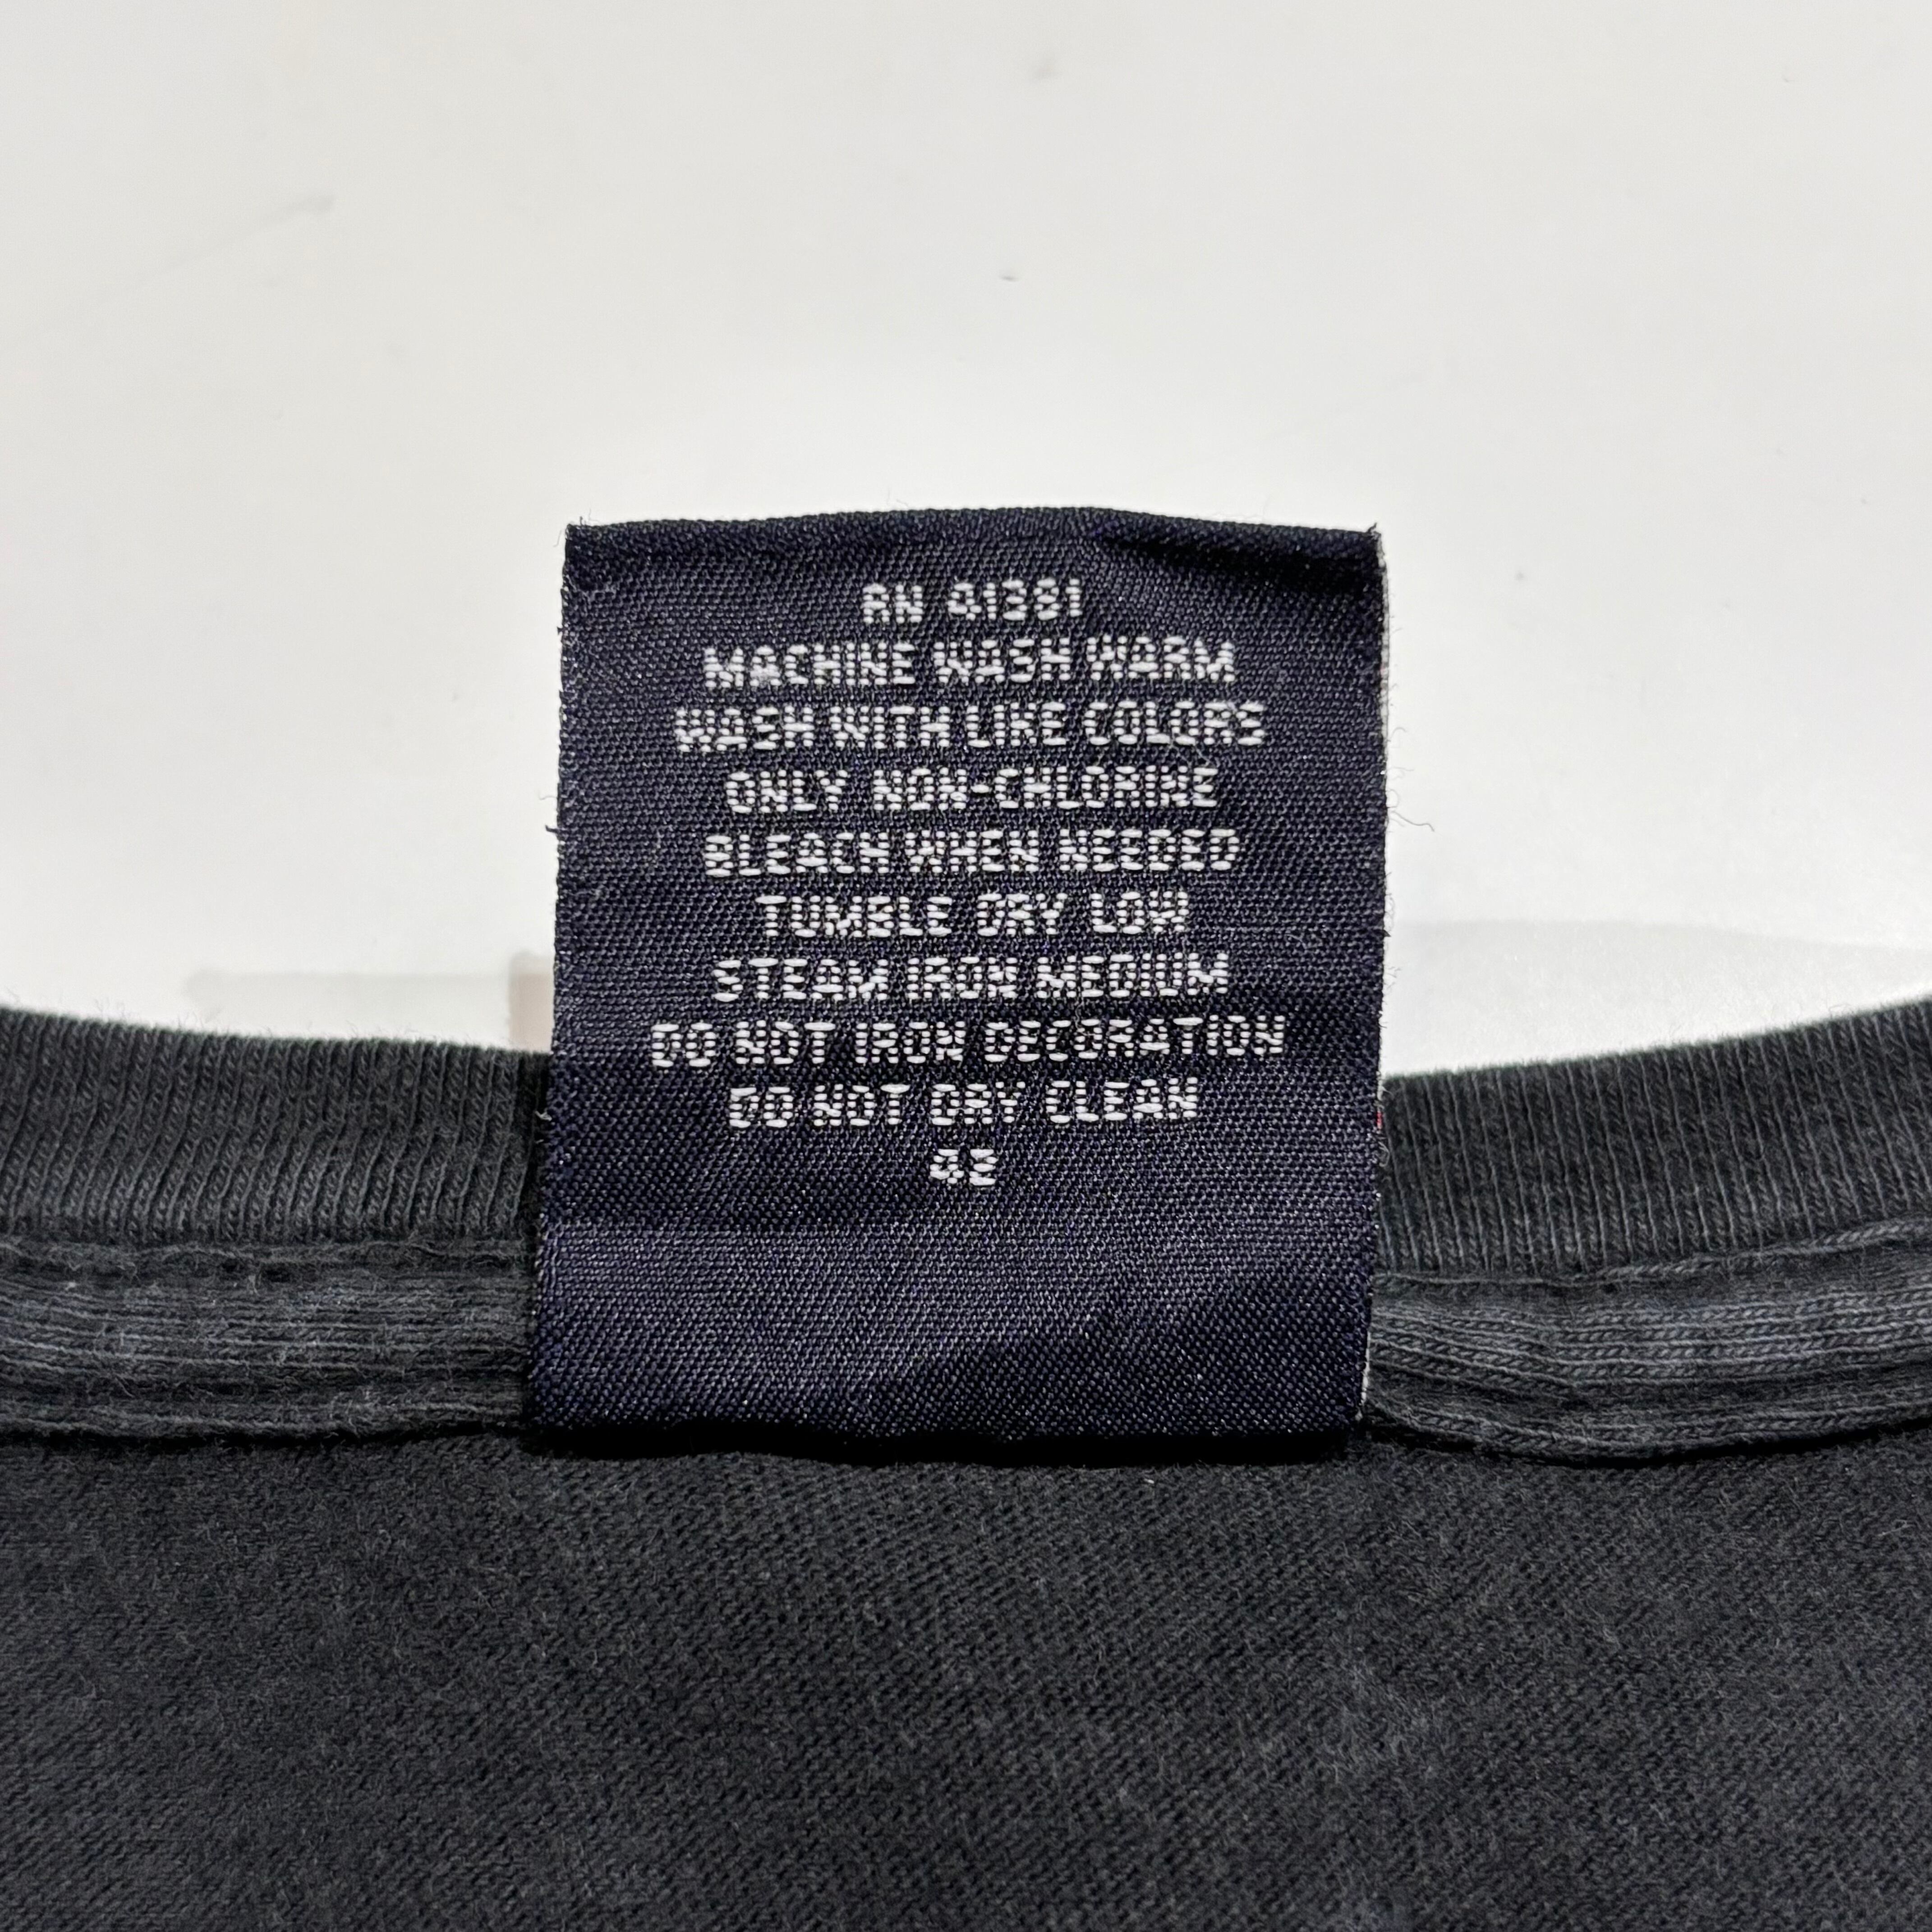 RN 41381
MACHINE WASH WARM
WASH WITH LIKE COLORS
ONLY NON-CHLORINE
BLEACH WHEN NEEDED
TUMBLE DRY LOW
STEAM IRON MEDIUM
DO NOT IRON DECORATION
DO NOT DRY CLEAN
42